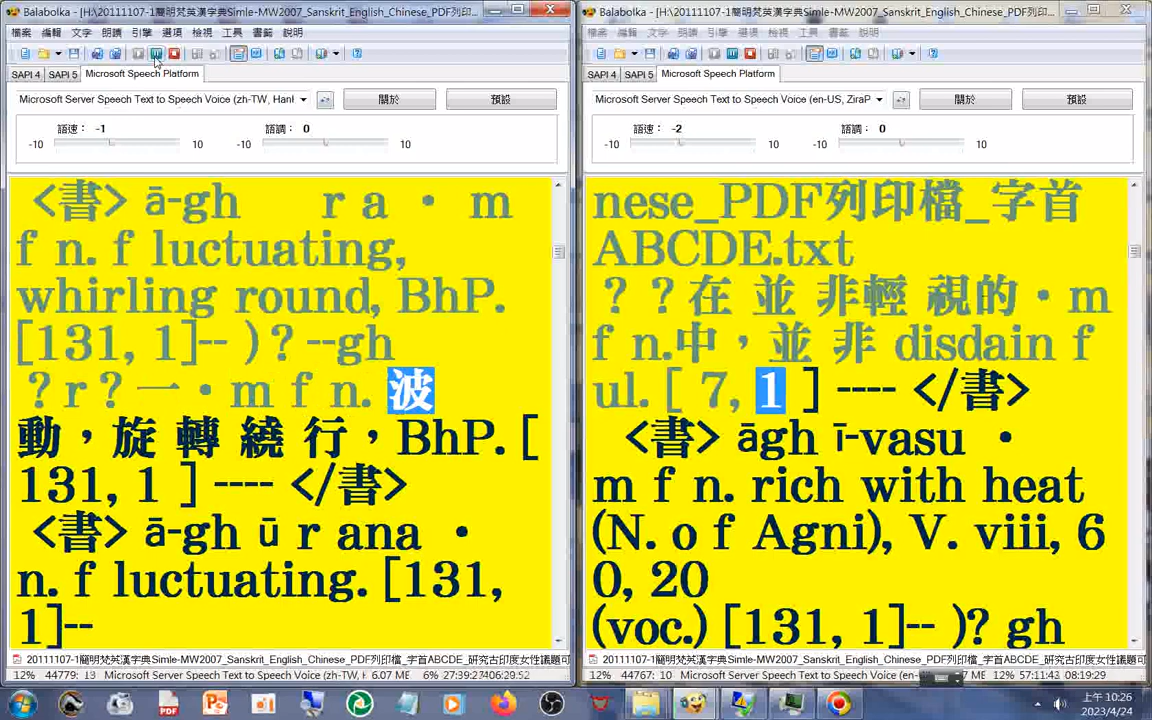 Balabolka - [H:\20111107-1簡明梵英漢字典Simle-MW2007_Sanskrit_English_Chinese_PDF列印...
檔案 編輯 文字 朗讀 引擎 選項 檢視 工具 書籤 說明
SAPI 4 SAPI 5 Microsoft Speech Platform
Microsoft Server Speech Text to Speech Voice (zh-TW, Hanl
關於 預設
語速： -1 語調： 0
-10 10 -10 10
<書> ā-gh r a · m
f n. f luctuating,
whirling round, BhP.
[131, 1]-- )? --gh
?r?一·m f n. 波
動，旋 轉 繞 行，BhP. [
131, 1 ] ---- </書>
<書> ā-gh ū r ana ·
n. f luctuating. [131,
1]--
20111107-1簡明梵英漢字典Simle-MW2007_Sanskrit_English_Chinese_PDF列印檔_字首ABCDE_研究古印度女性議題可
12% 44779: 13 Microsoft Server Speech Text to Speech Voice (zh-TW, H 6.07 ME 6%
Balabolka - [H:\20111107-1簡明梵英漢字典Simle-MW2007_Sanskrit_English_Chinese_PDF列印...
檔案 編輯 文字 朗讀 引擎 選項 檢視 工具 書籤 說明
SAPI 4 SAPI 5 Microsoft Speech Platform
Microsoft Server Speech Text to Speech Voice (en-US, ZiraP
關於 預設
語速： -2 語調： 0
-10 10 -10 10
nese_PDF列印檔_字首
ABCDE.txt
??在 並 非輕 視的·m
f n.中，並 非 disdain f
ul. [ 7, 1 ] ---- </書>
<書> āgh ī-vasu ·
m f n. rich with heat
(N. o f Agni), V. viii, 6
0, 20
(voc.) [131, 1]-- )? gh
20111107-1簡明梵英漢字典Simle-MW2007_Sanskrit_English_Chinese_PDF列印檔_字首ABCDE_研究古印度女性議題可
12% 44767: 10 Microsoft Server Speech Text to Speech Voice 12% 57:11:43 08:19:29
上午 10:26
2023/4/24